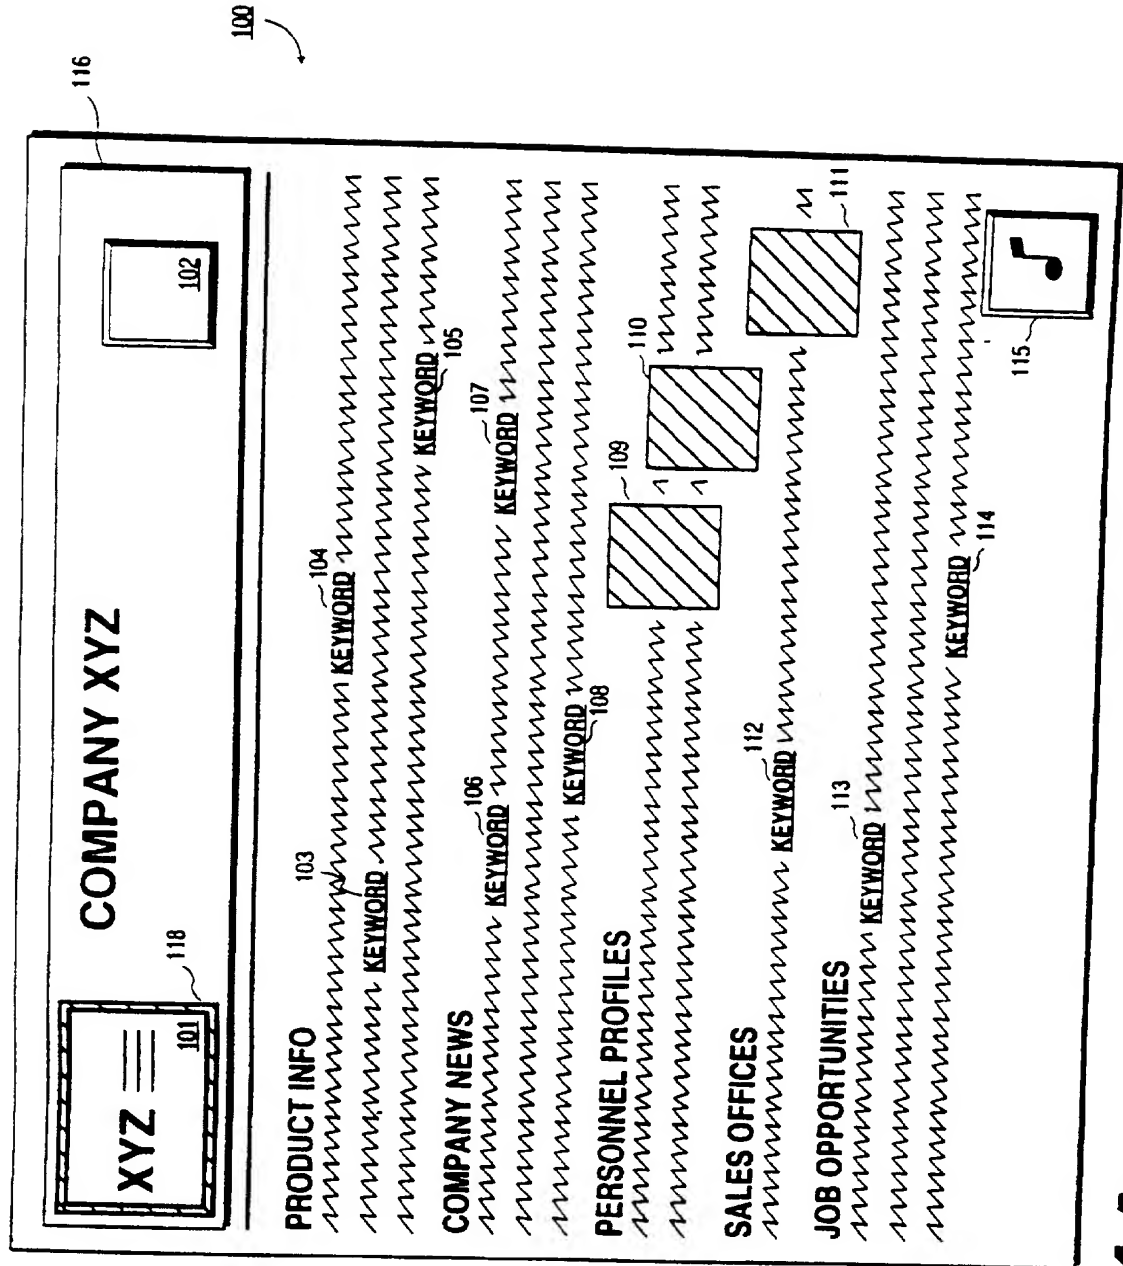 100
116
118
XYZ
101
COMPANY XYZ
102
PRODUCT INFO
103
104
KEYWORD
KEYWORD
KEYWORD
105
COMPANY NEWS
106
107
KEYWORD
KEYWORD
KEYWORD
108
PERSONNEL PROFILES
109
110
SALES OFFICES
111
112
KEYWORD
JOB OPPORTUNITIES
113
KEYWORD
KEYWORD
114
115